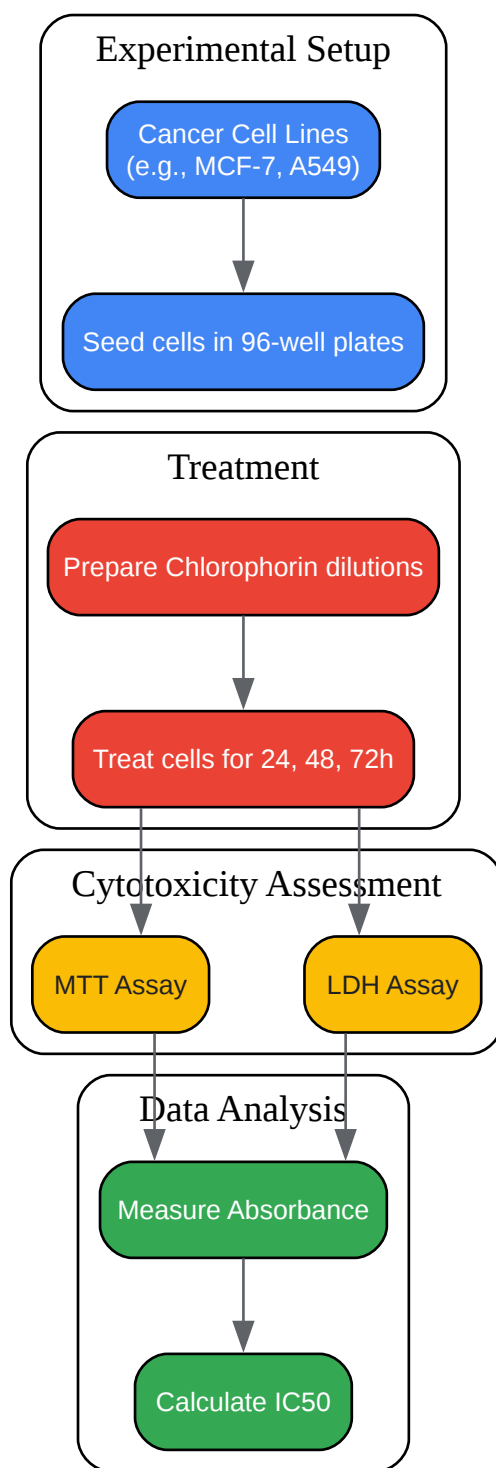 Experimental Setup
Cancer Cell Lines
(e.g., MCF-7, A549)
Seed cells in 96-well plates
Treatment
Prepare Chlorophorin dilutions
Treat cells for 24, 48, 72h
Cytotoxicity Assessment
MTT Assay
LDH Assay
Data Analysis
Measure Absorbance
Calculate IC50